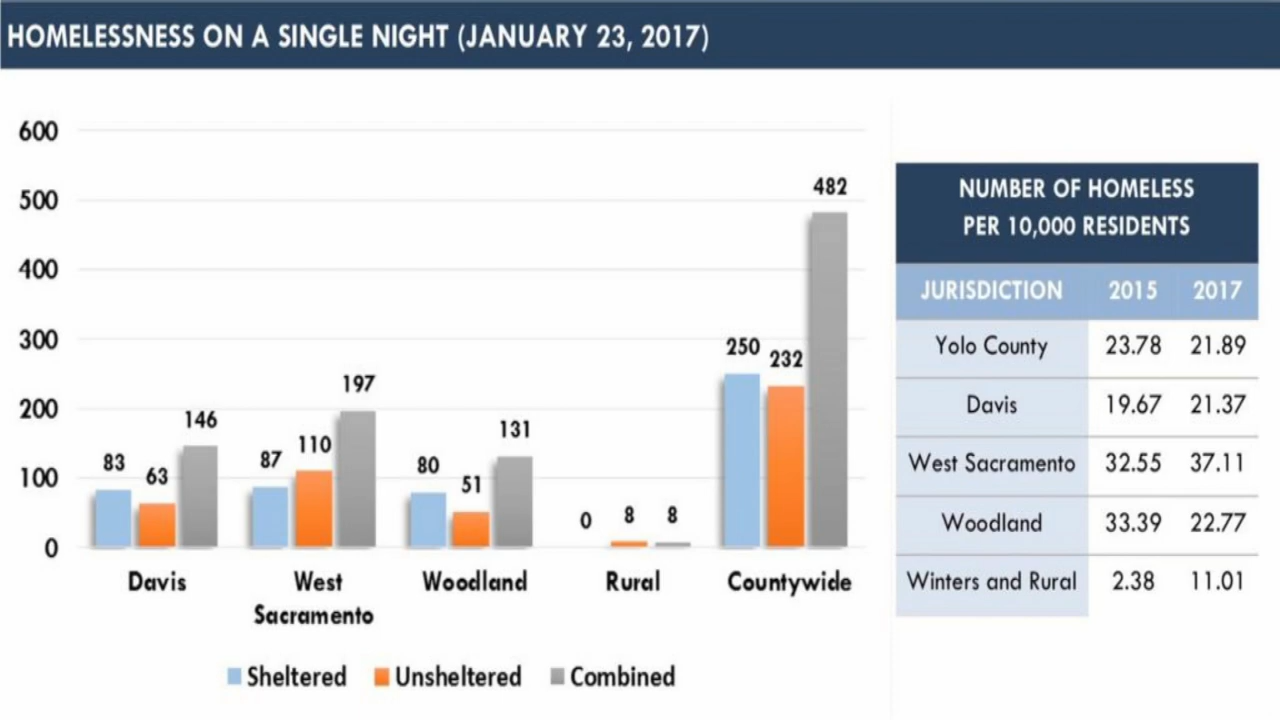 HOMELESSNESS ON A SINGLE NIGHT (JANUARY 23, 2017)
600
500
400
300
200
100
0
83
63
146
87
110
197
80
51
131
0
8
8
250
232
482
Davis
West
Sacramento
Woodland
Rural
Countywide
Sheltered
Unsheltered
Combined
NUMBER OF HOMELESS
PER 10,000 RESIDENTS
JURISDICTION 2015 2017
Yolo County 23.78 21.89
Davis 19.67 21.37
West Sacramento 32.55 37.11
Woodland 33.39 22.77
Winters and Rural 2.38 11.01